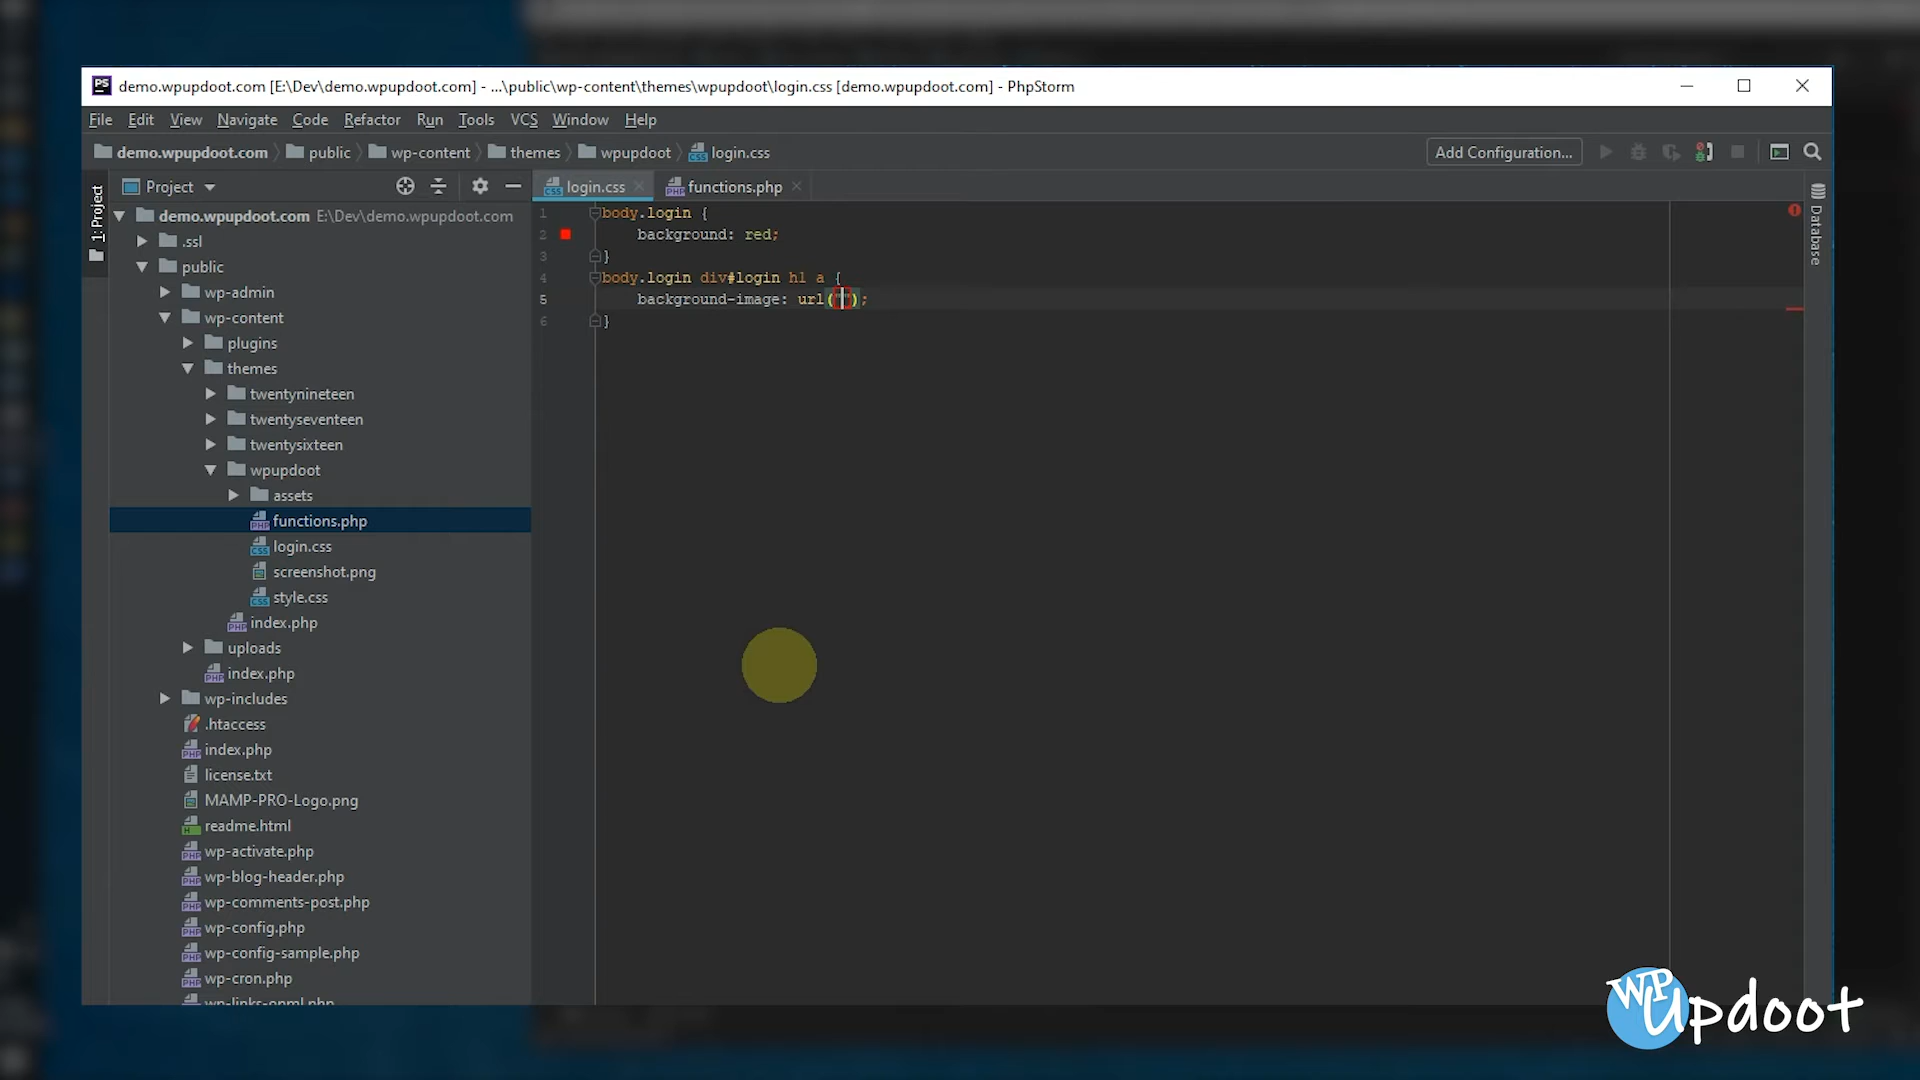 PS demo.wpupdoot.com [E:\Dev\demo.wpupdoot.com] - ...\public\wp-content\themes\wpupdoot\login.css [demo.wpupdoot.com] - PhpStorm
File Edit View Navigate Code Refactor Run Tools VCS Window Help
demo.wpupdoot.com public wp-content themes wpupdoot login.css Add Configuration...
Project login.css functions.php
1: Project
Database
demo.wpupdoot.com E:\Dev\demo.wpupdoot.com
.ssl
public
wp-admin
wp-content
plugins
themes
twentynineteen
twentyseventeen
twentysixteen
wpupdoot
assets
functions.php
login.css
screenshot.png
style.css
index.php
uploads
index.php
wp-includes
.htaccess
index.php
license.txt
MAMP-PRO-Logo.png
readme.html
wp-activate.php
wp-blog-header.php
wp-comments-post.php
wp-config.php
wp-config-sample.php
wp-cron.php
wp-links-opml.php
1 body.login {
2 background: red;
3 }
4 body.login div#login h1 a {
5 background-image: url("");
6 }
WP Updoot